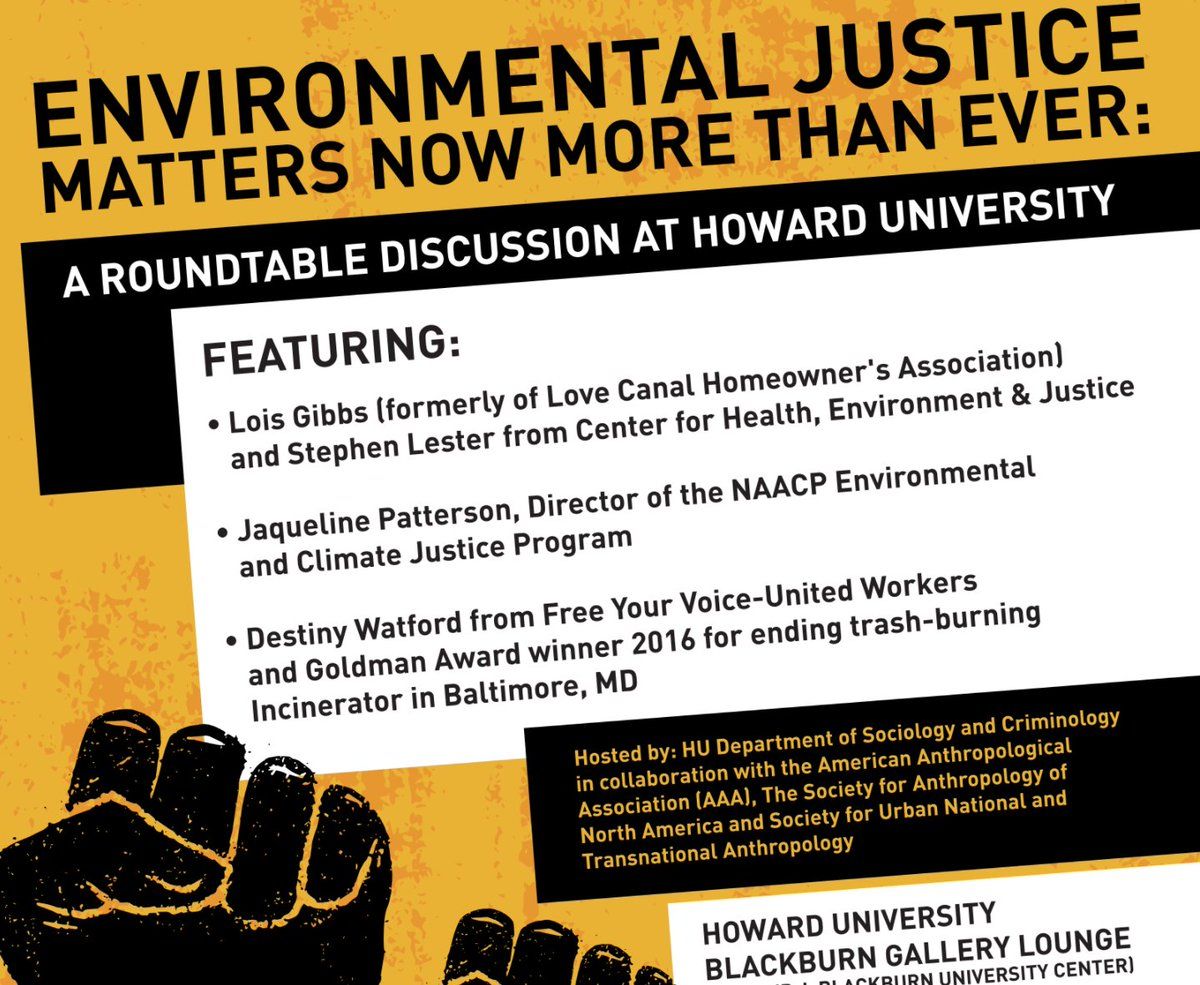 ENVIRONMENTAL JUSTICE
MATTERS NOW MORE THAN EVER:
A ROUNDTABLE DISCUSSION AT HOWARD UNIVERSITY
FEATURING:
• Lois Gibbs (formerly of Love Canal Homeowner's Association)
and Stephen Lester from Center for Health, Environment & Justice
• Jaqueline Patterson, Director of the NAACP Environmental
and Climate Justice Program
• Destiny Watford from Free Your Voice-United Workers
and Goldman Award winner 2016 for ending trash-burning
Incinerator in Baltimore, MD
Hosted by: HU Department of Sociology and Criminology
in collaboration with the American Anthropological
Association (AAA), The Society for Anthropology of
North America and Society for Urban National and
Transnational Anthropology
HOWARD UNIVERSITY
BLACKBURN GALLERY LOUNGE
BLACKBURN UNIVERSITY CENTER)